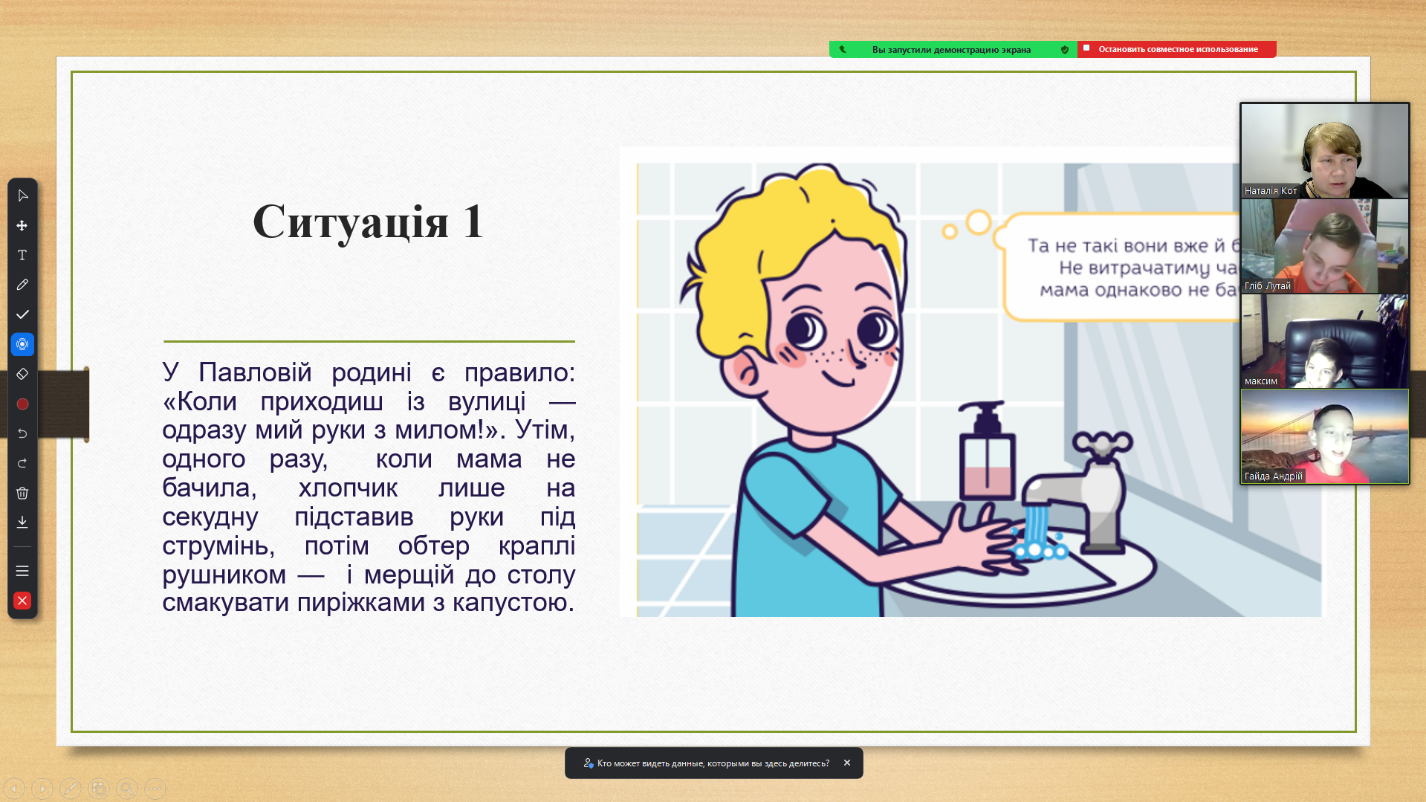 Вы запустили демонстрацию экрана
Остановить совместное использование
Ситуація 1
У Павловій родині є правило:
«Коли приходиш із вулиці —
одразу мий руки з милом!». Утім,
одного разу, коли мама не
бачила, хлопчик лише на
секудну підставив руки під
струмінь, потім обтер краплі
рушником — і мерщій до столу
смакувати пиріжками з капустою.
Та не такі вони вже й
Не витрачатиму
мама однаково не
Наталія Кот
Гліб Лутай
максим
Гайда Андрій
Кто может видеть данные, которыми вы здесь делитесь?